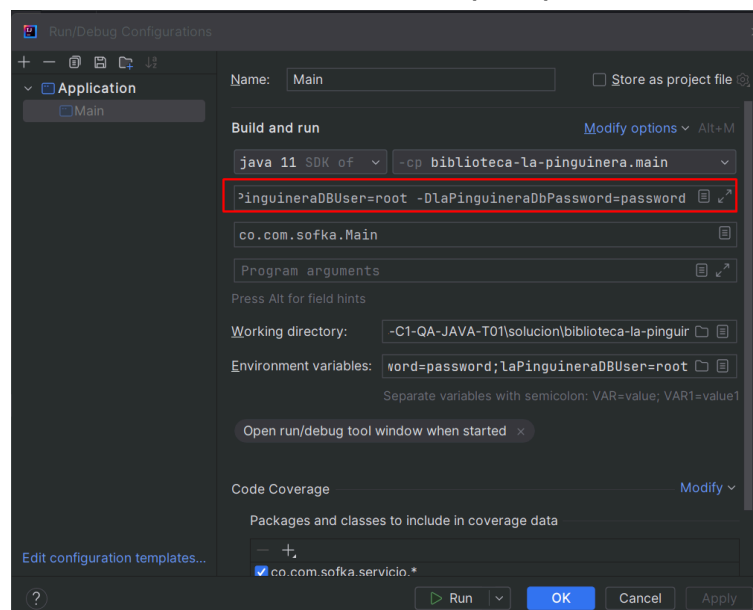 Run/Debug Configurations
Application
Main
Name: Main Store as project file
Build and run Modify options Alt+M
java 11 SDK of -cp biblioteca-la-pinguinera.main
PinguineraDBUser=root -DlaPinguineraDbPassword=password
co.com.sofka.Main
Program arguments
Press Alt for field hints
Working directory: -C1-QA-JAVA-T01\solucion\biblioteca-la-pinguir
Environment variables: word=password;laPinguineraDBUser=root
Separate variables with semicolon: VAR=value; VAR1=value1
Open run/debug tool window when started ×
Code Coverage Modify
Packages and classes to include in coverage data
co.com.sofka.servicio.*
Edit configuration templates...
? Run OK Cancel Apply